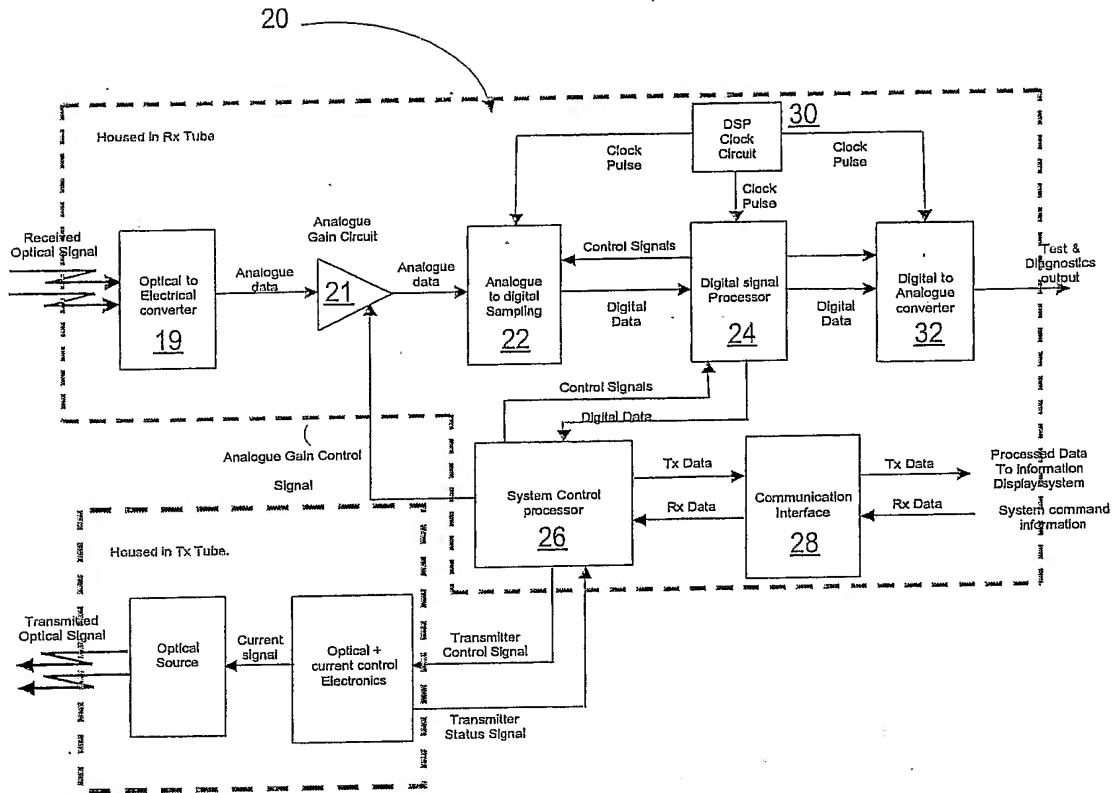 20
Housed In Rx Tube
DSP
Clock
Circuit
30
Clock
Pulse
Clock
Pulse
Clock
Pulse
Received
Optical Signal
Analogue
Gain Circuit
Optical to
Electrical
converter
19
Analogue
data
21
Analogue
data
Analogue
to digital
Sampling
22
Control Signals
Digital
Data
Digital signal
Processor
24
Digital
Data
Digital to
Analogue
converter
32
Test &
Diagnostics
output
Control Signals
Digital Data
Analogue Gain Control
Signal
System Control
processor
26
Tx Data
Rx Data
Communication
Interface
28
Tx Data
Rx Data
Processed Data
To Information
Display system
System command
information
Housed in Tx Tube.
Transmitted
Optical Signal
Optical
Source
Current
signal
Optical +
current control
Electronics
Transmitter
Control Signal
Transmitter
Status Signal